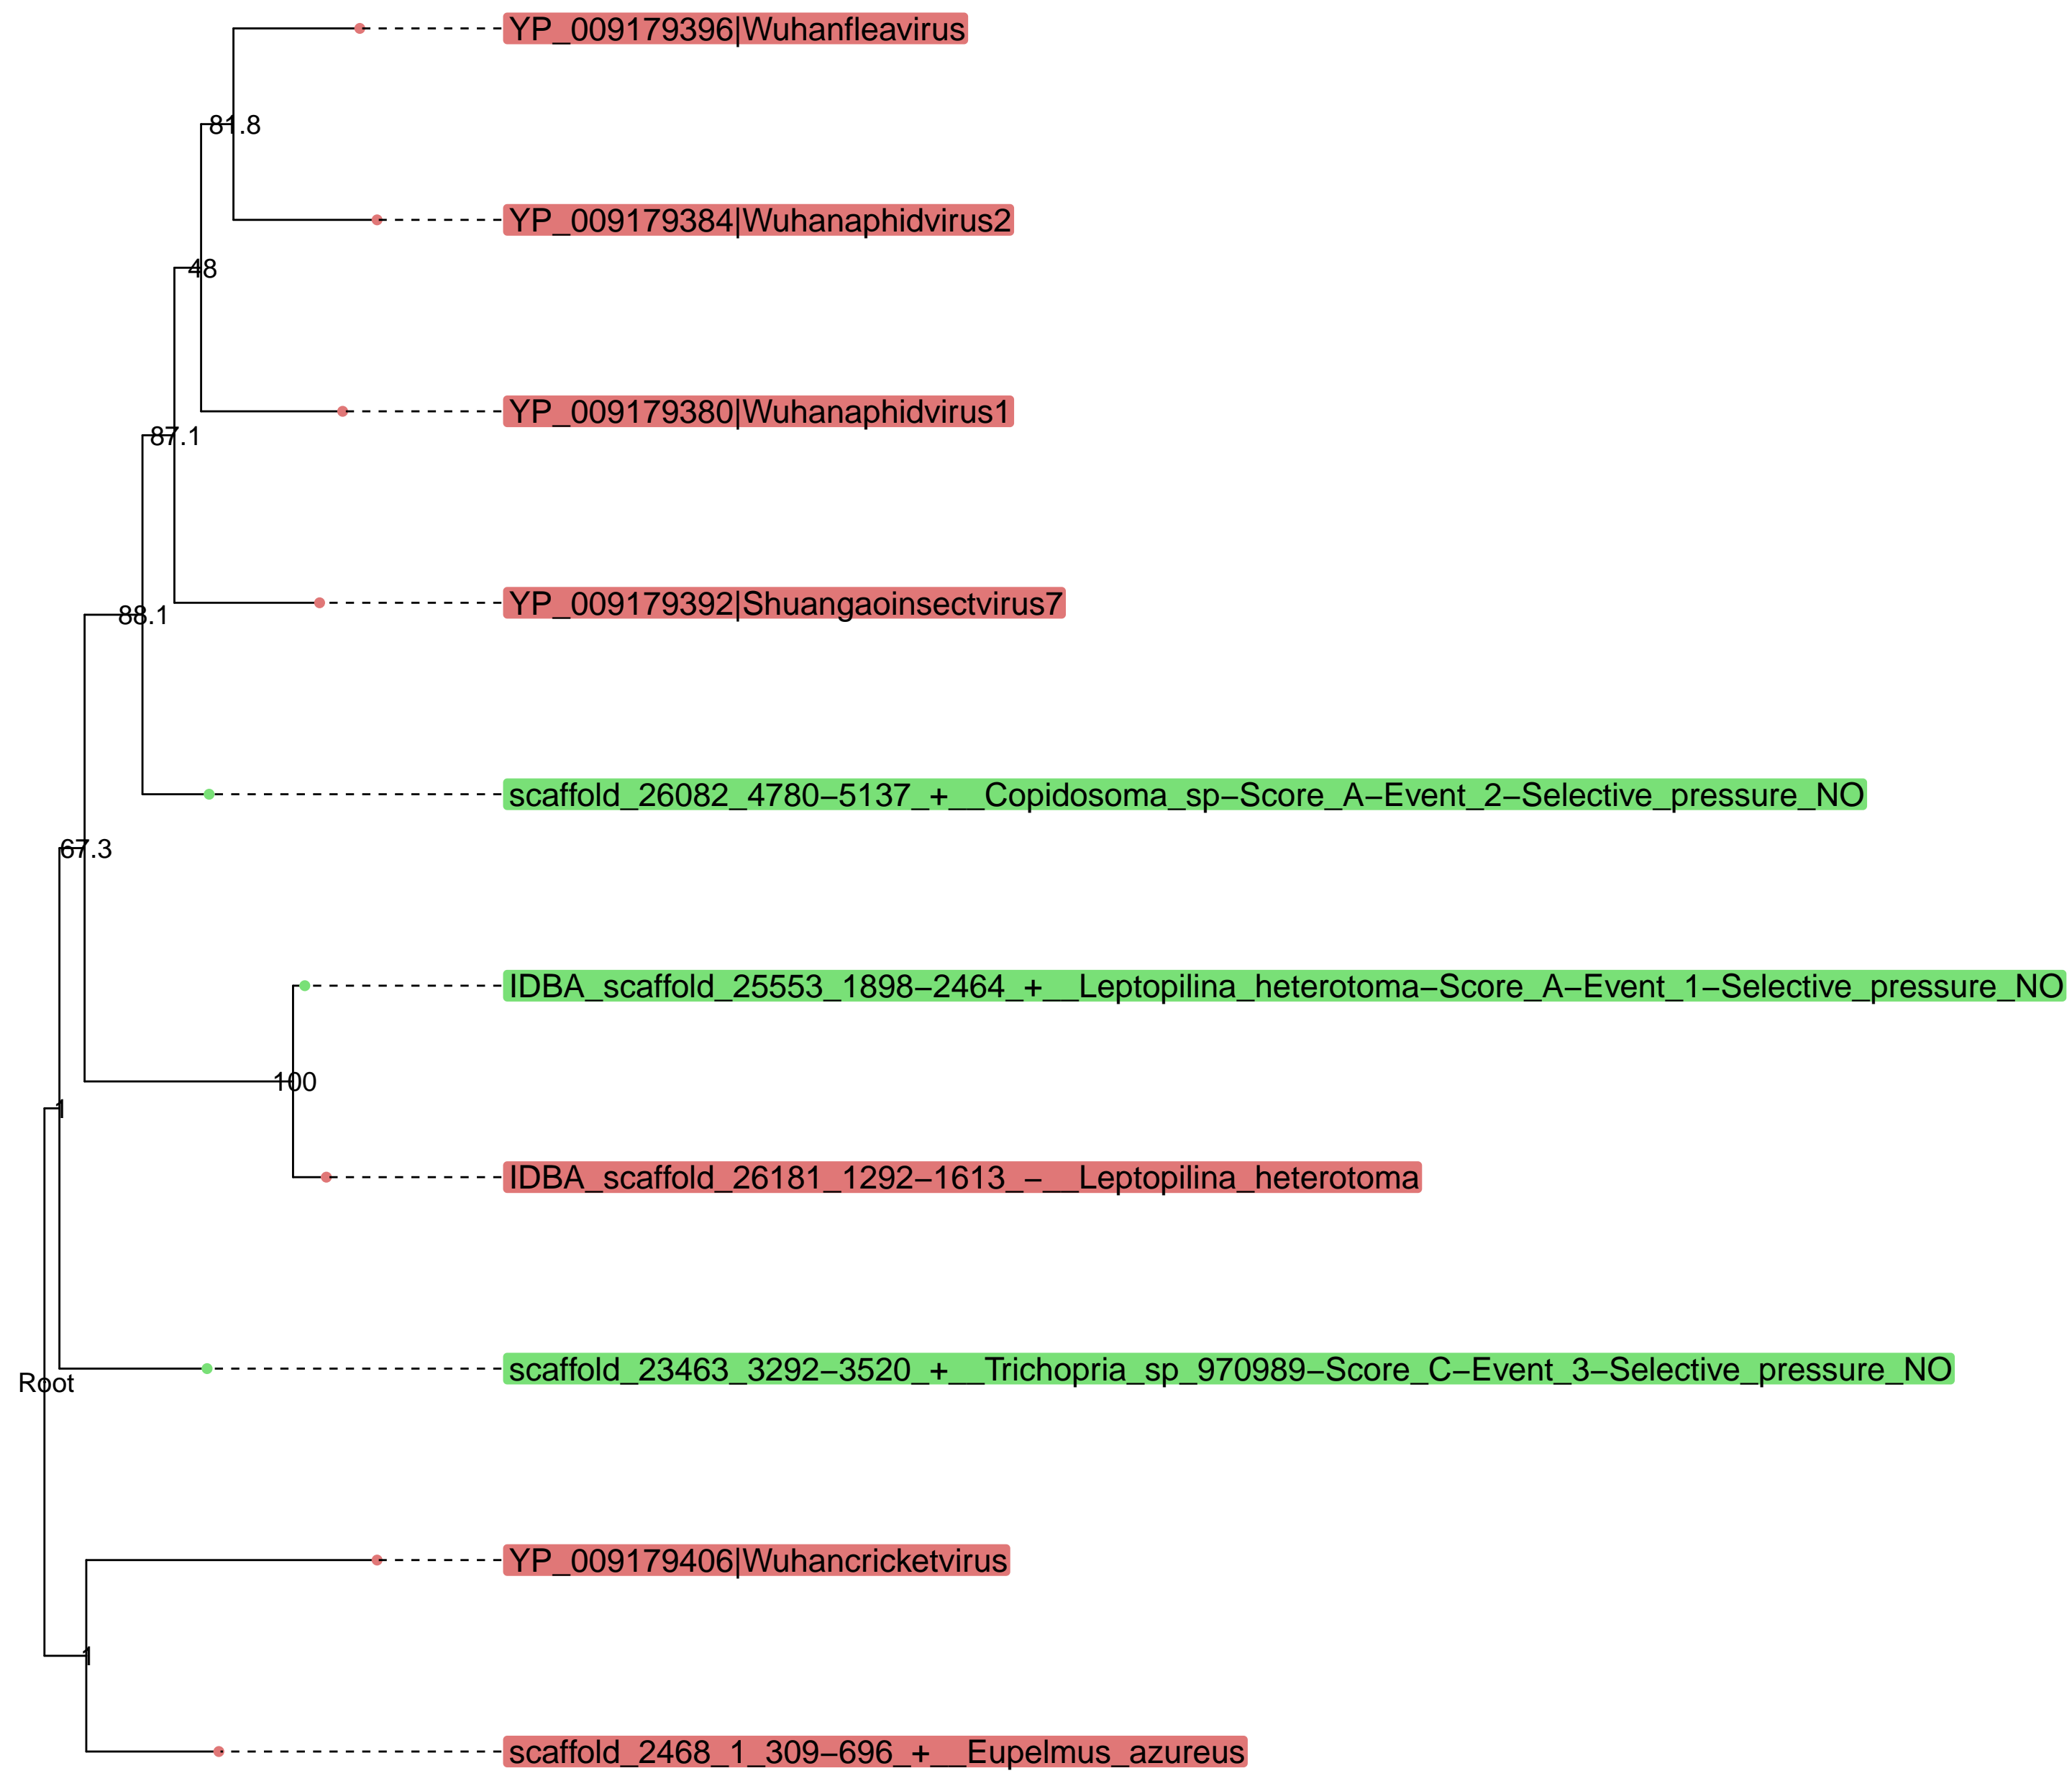 YP_009179396|Wuhanfleavirus
81.8
YP_009179384|Wuhanaphidvirus2
48
YP_009179380|Wuhanaphidvirus1
87.1
YP_009179392|Shuangaoinsectvirus7
88.1
scaffold_26082_4780−5137_+__Copidosoma_sp−Score_A−Event_2−Selective_pressure_NO
67.3
IDBA_scaffold_25553_1898−2464_+__Leptopilina_heterotoma−Score_A−Event_1−Selective_pressure_NO
100
1
IDBA_scaffold_26181_1292−1613_−__Leptopilina_heterotoma
scaffold_23463_3292−3520_+__Trichopria_sp_970989−Score_C−Event_3−Selective_pressure_NO
Root
YP_009179406|Wuhancricketvirus
1
scaffold_2468_1_309−696_+__Eupelmus_azureus